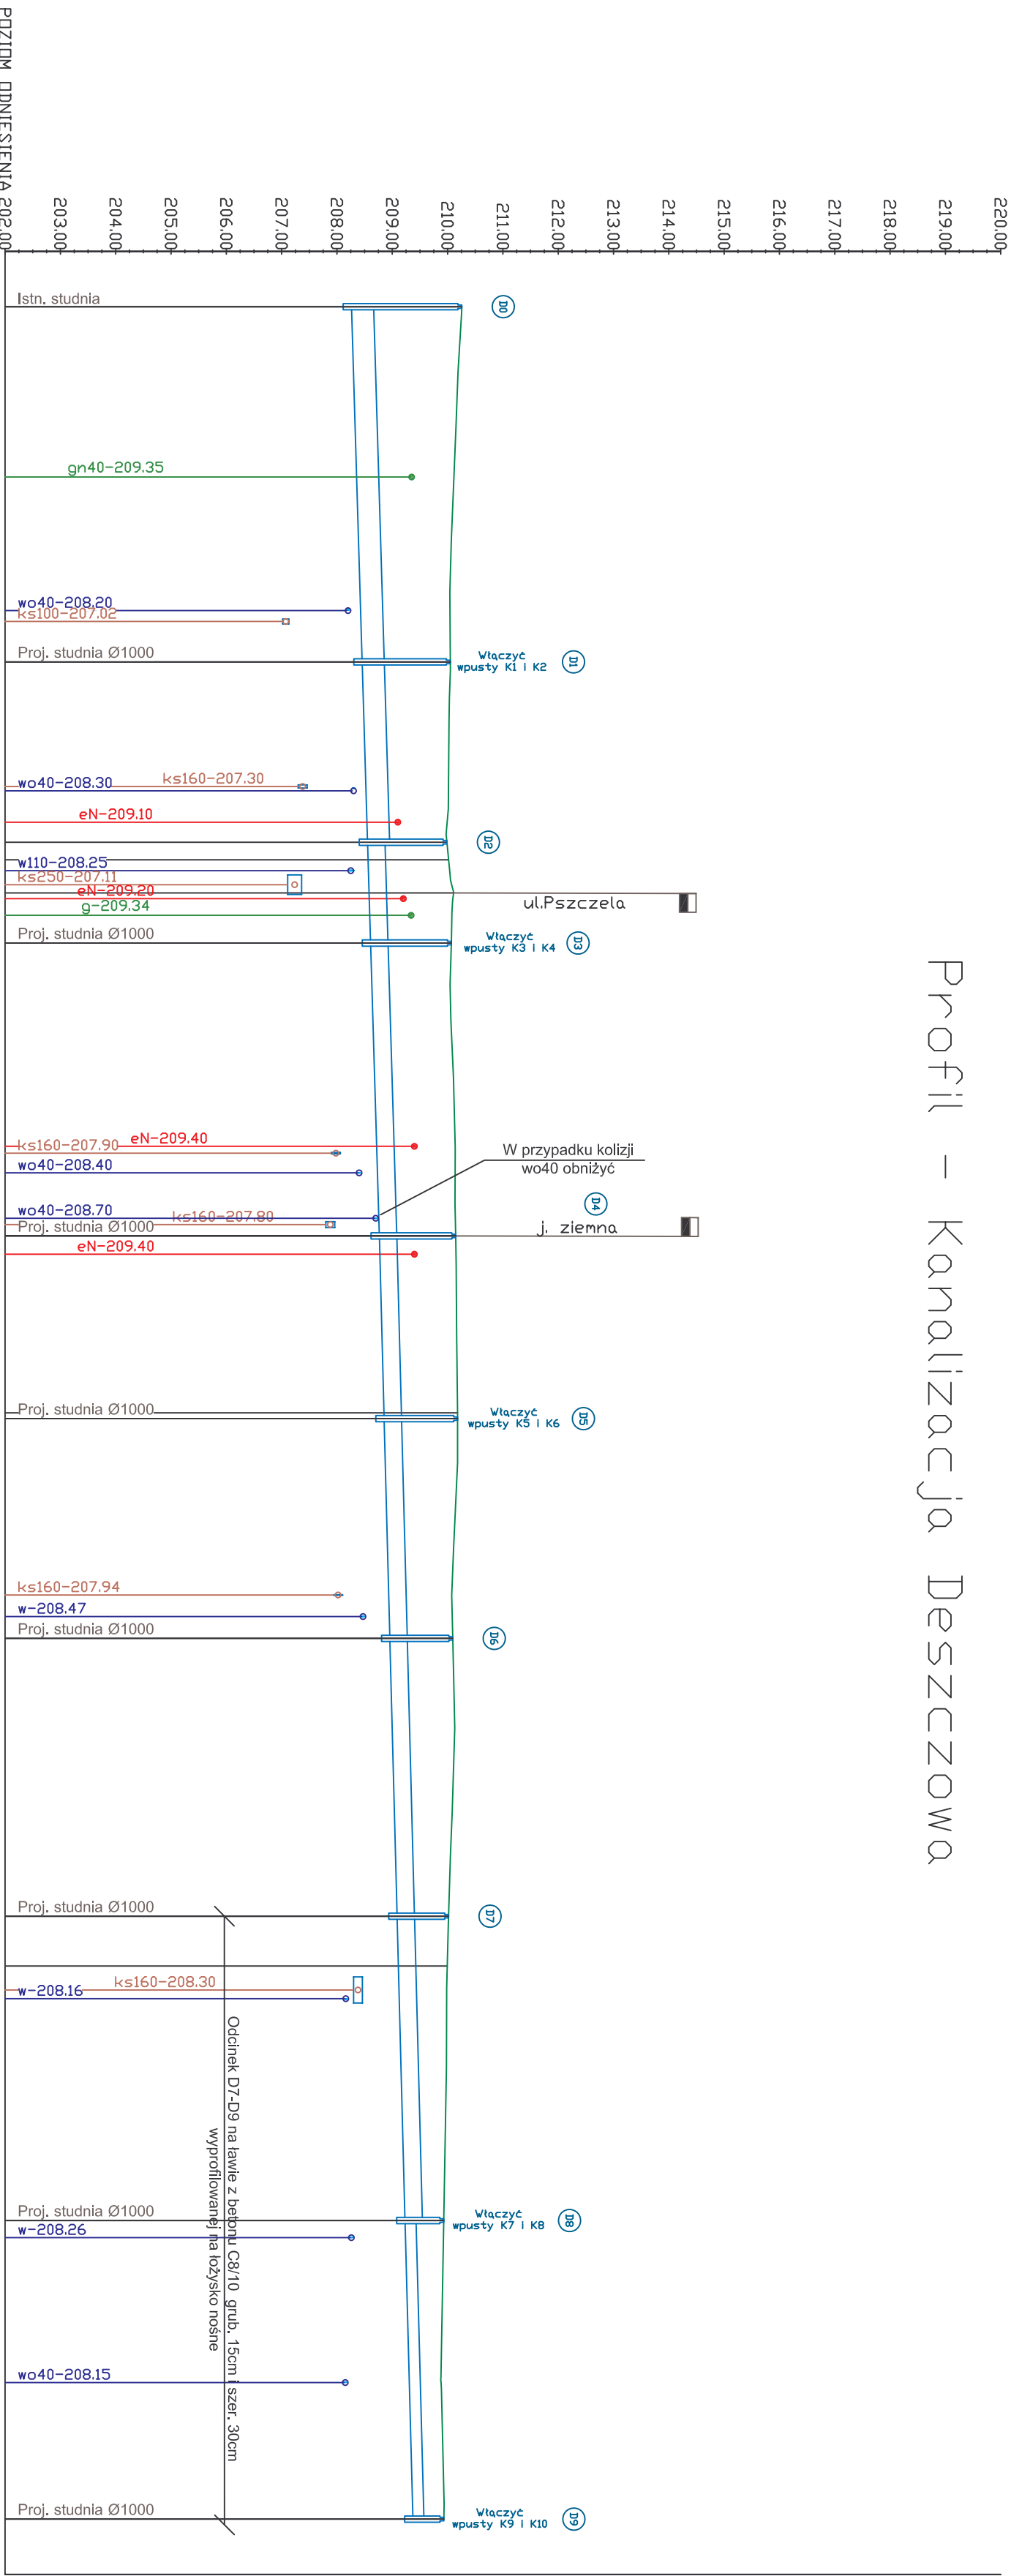 Profil - Kanalizacja Deszczowa
220.00
219.00
218.00
217.00
216.00
215.00
214.00
213.00
212.00
211.00
210.00
209.00
208.00
207.00
206.00
205.00
204.00
203.00
POZIOM ODNIESIENIA 202.00
Istn. studnia
D0
gn40-209.35
wo40-208.20
ks100-207.02
Proj. studnia Ø1000
Włączyć
wpusty K1 i K2
D1
ks160-207.30
wo40-208.30
eN-209.10
D2
w110-208.25
ks250-207.11
eN-209.20
ul.Pszczela
g-209.34
Proj. studnia Ø1000
Włączyć
wpusty K3 i K4
D3
eN-209.40
ks160-207.90
wo40-208.40
W przypadku kolizji
wo40 obniżyć
wo40-208.70
ks160-207.80
D4
Proj. studnia Ø1000
j. ziemna
eN-209.40
Proj. studnia Ø1000
Włączyć
wpusty K5 i K6
D5
ks160-207.94
w-208.47
Proj. studnia Ø1000
D6
Proj. studnia Ø1000
D7
ks160-208.30
w-208.16
Odcinek D7-D9 na ławie z betonu C8/10 grub. 15cm i szer. 30cm
wyprofilowanej na łożysko nośne
Proj. studnia Ø1000
Włączyć
wpusty K7 i K8
D8
w-208.26
wo40-208.15
Proj. studnia Ø1000
Włączyć
wpusty K9 i K10
D9